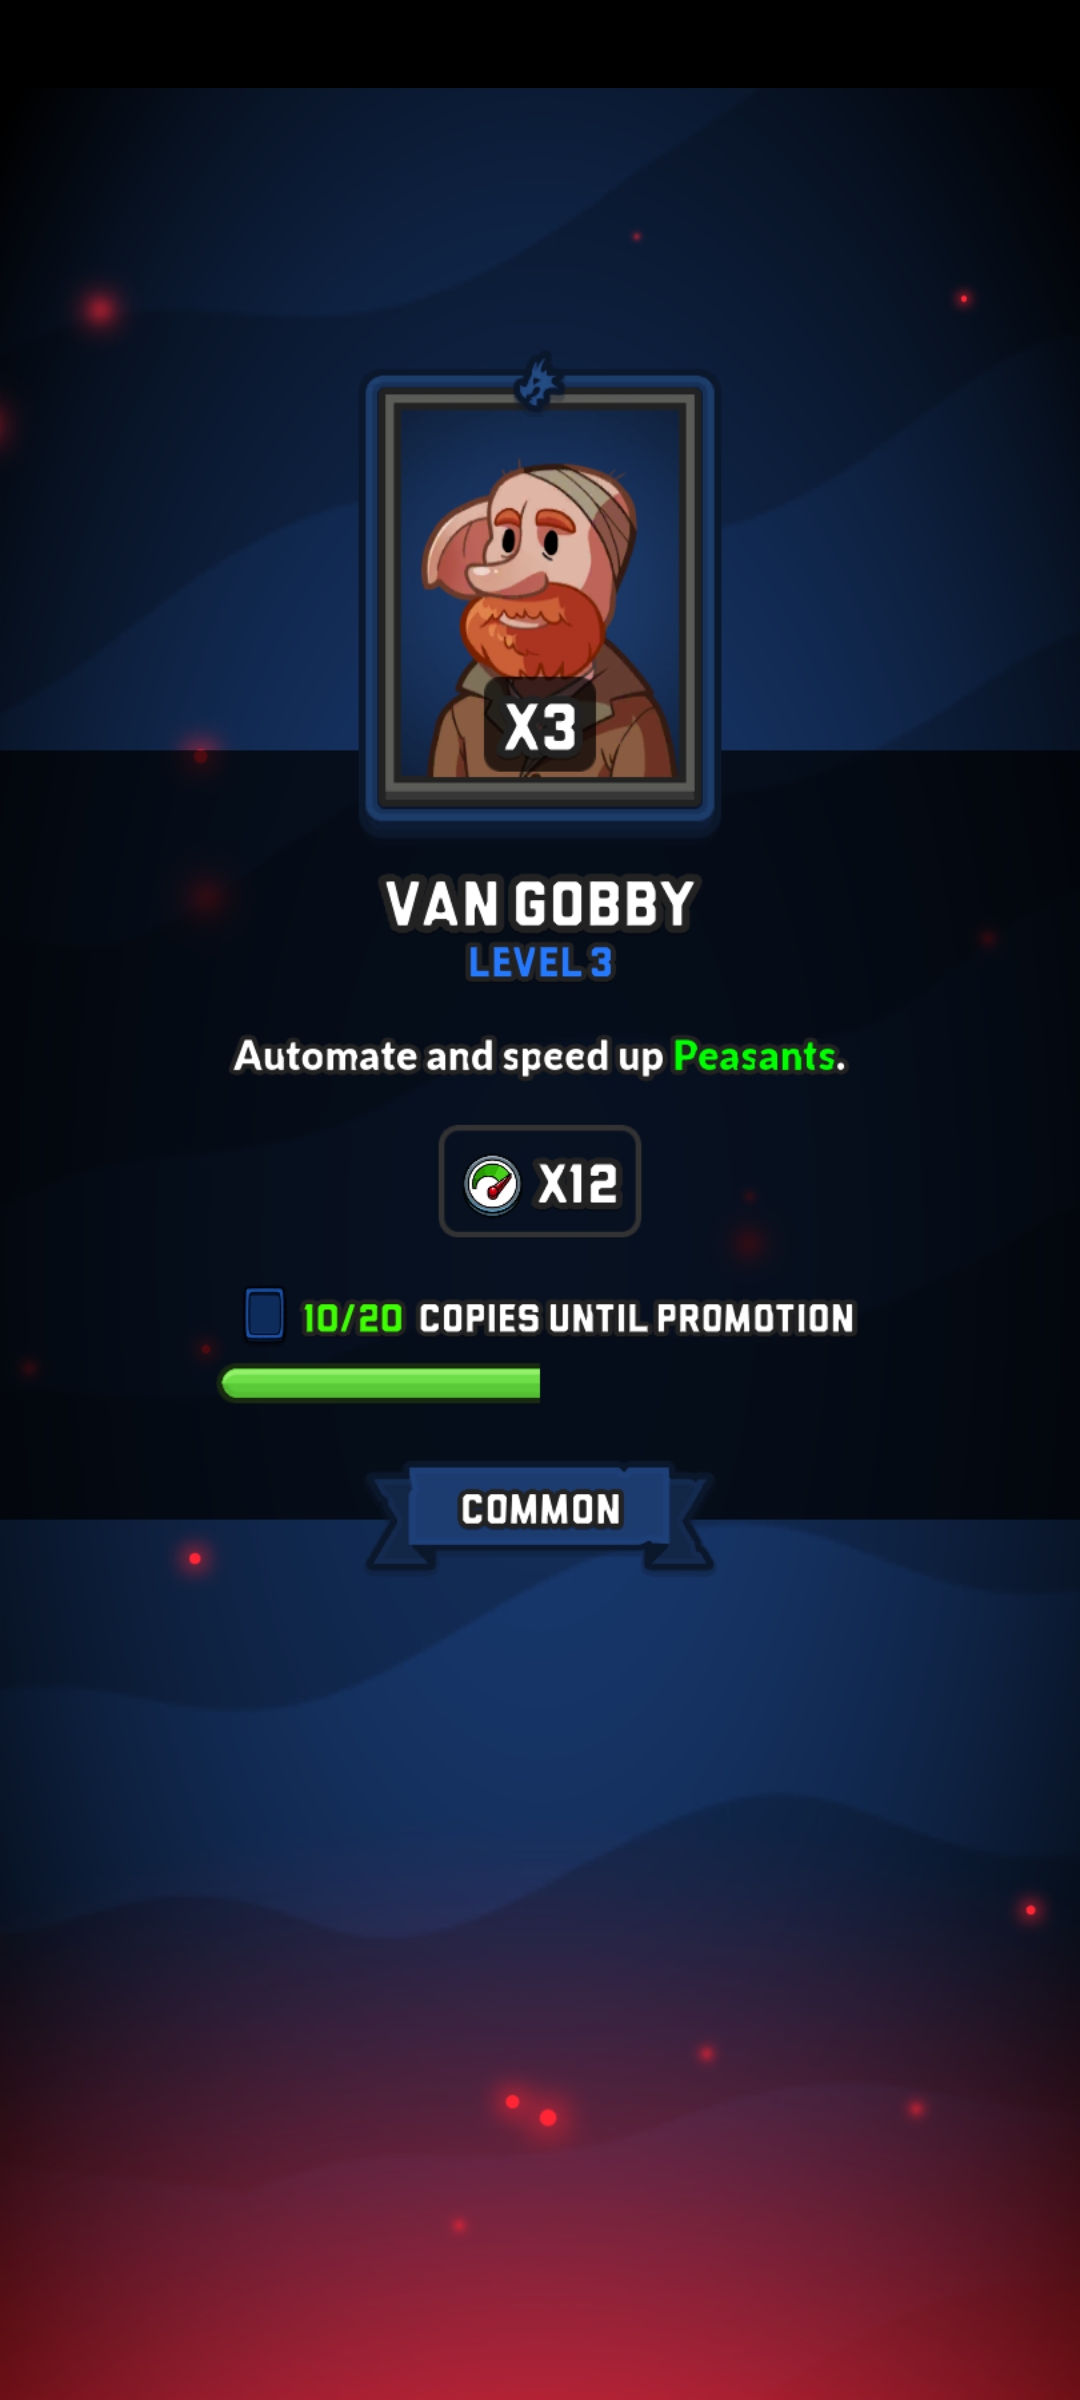 X3
VAN GOBBY
LEVEL 3
Automate and speed up Peasants.
X12
10/20 COPIES UNTIL PROMOTION
COMMON